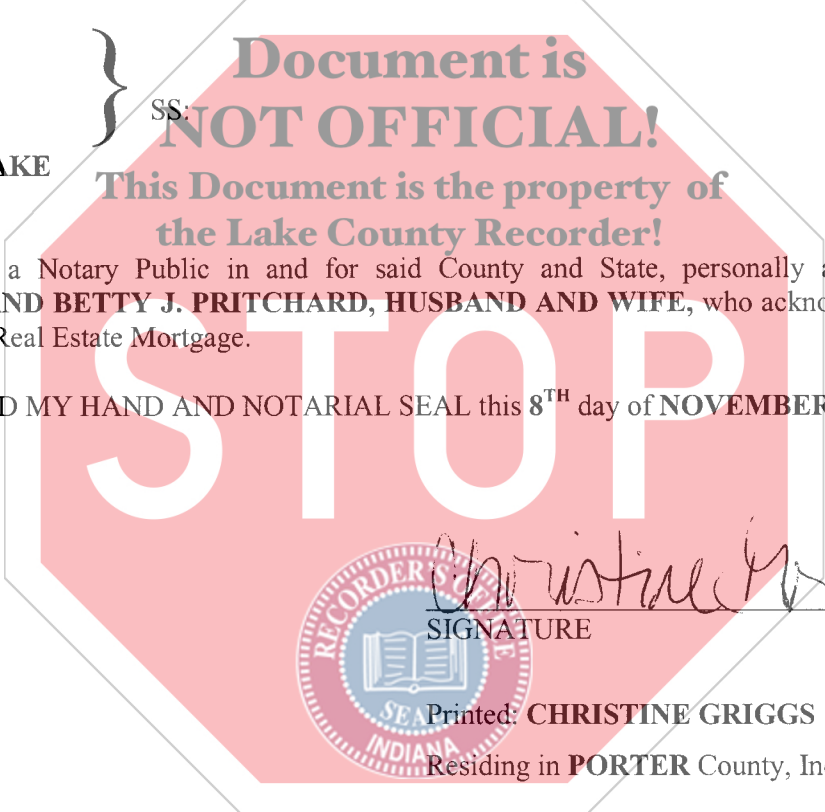 Document is
SS:
NOT OFFICIAL!
AKE
This Document is the property of
the Lake County Recorder!
a Notary Public in and for said County and State, personally a
ND BETTY J. PRITCHARD, HUSBAND AND WIFE, who ackno
Real Estate Mortgage.
STOP
D MY HAND AND NOTARIAL SEAL this 8TH day of NOVEMBER
Christine
SIGNATURE
RECORDER'S OFFICE
SEAL
INDIANA
Printed: CHRISTINE GRIGGS
Residing in PORTER County, In